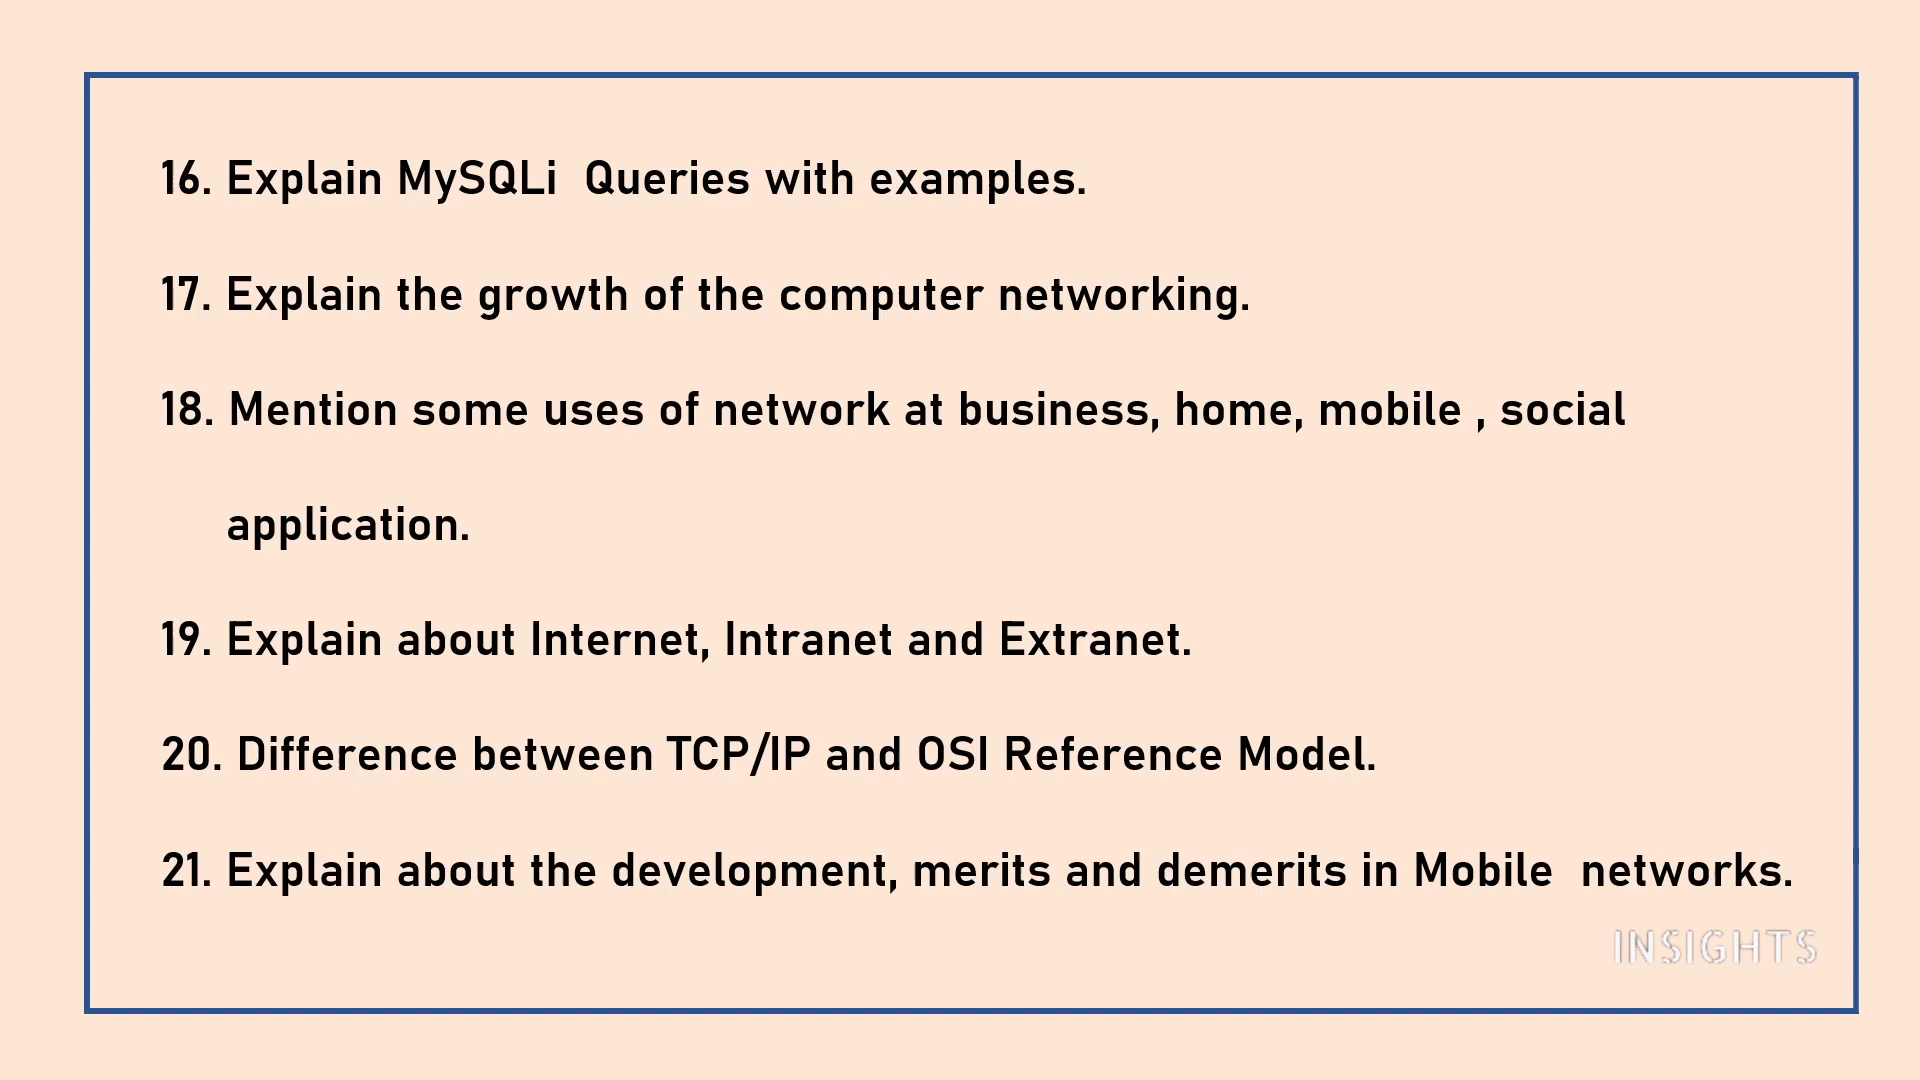 16. Explain MySQLi  Queries with examples.
17. Explain the growth of the computer networking.
18. Mention some uses of network at business, home, mobile , social
application.
19. Explain about Internet, Intranet and Extranet.
20. Difference between TCP/IP and OSI Reference Model.
21. Explain about the development, merits and demerits in Mobile  networks.
INSIGHTS